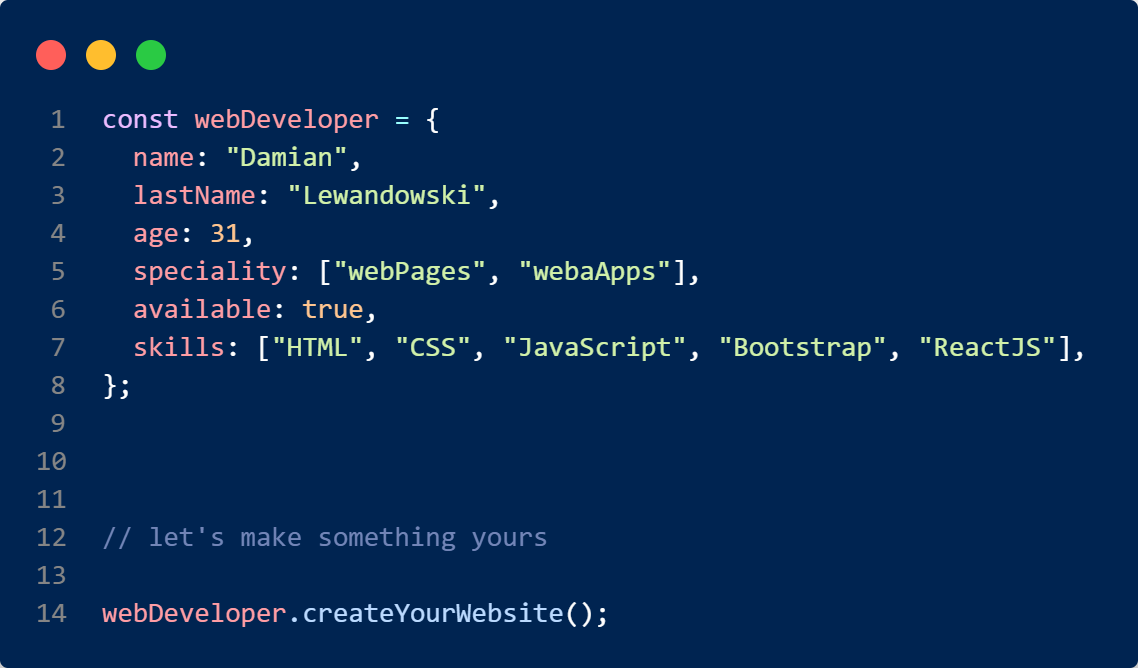 1 const webDeveloper = {
2   name: "Damian",
3   lastName: "Lewandowski",
4   age: 31,
5   speciality: ["webPages", "webaApps"],
6   available: true,
7   skills: ["HTML", "CSS", "JavaScript", "Bootstrap", "ReactJS"],
8 };
9
10
11
12 // let's make something yours
13
14 webDeveloper.createYourWebsite();